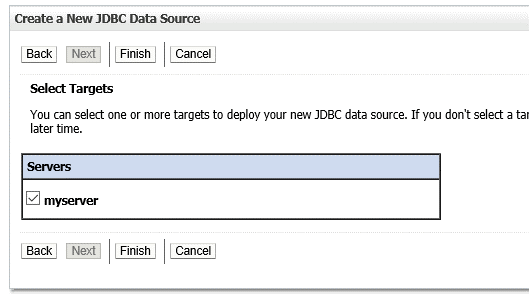 Create a New JDBC Data Source
Back Next Finish Cancel
Select Targets
You can select one or more targets to deploy your new JDBC data source. If you don't select a
later time.
Servers
myserver
Back Next Finish Cancel